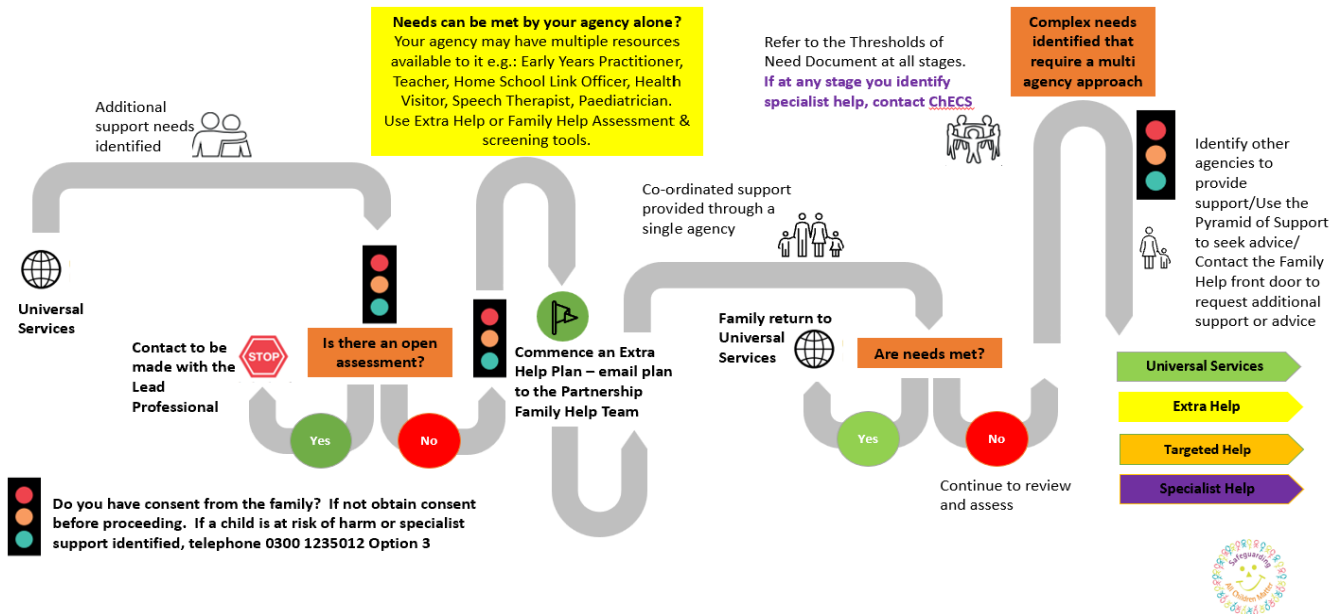 Additional
support needs
identified
Universal
Services
Needs can be met by your agency alone?
Your agency may have multiple resources
available to it e.g.: Early Years Practitioner,
Teacher, Home School Link Officer, Health
Visitor, Speech Therapist, Paediatrician.
Use Extra Help or Family Help Assessment &
screening tools.
Is there an open
assessment?
STOP
Contact to be
made with the
Lead
Professional
Yes
No
Commence an Extra
Help Plan – email plan
to the Partnership
Family Help Team
Co-ordinated support
provided through a
single agency
Refer to the Thresholds of
Need Document at all stages.
If at any stage you identify
specialist help, contact ChECS
Family return to
Universal
Services
Are needs met?
Yes
No
Continue to review
and assess
Complex needs
identified that
require a multi
agency approach
Identify other
agencies to
provide
support/Use the
Pyramid of Support
to seek advice/
Contact the Family
Help front door to
request additional
support or advice
Universal Services
Extra Help
Targeted Help
Specialist Help
Do you have consent from the family?  If not obtain consent
before proceeding.  If a child is at risk of harm or specialist
support identified, telephone 0300 1235012 Option 3
Safeguarding
All Children Matter